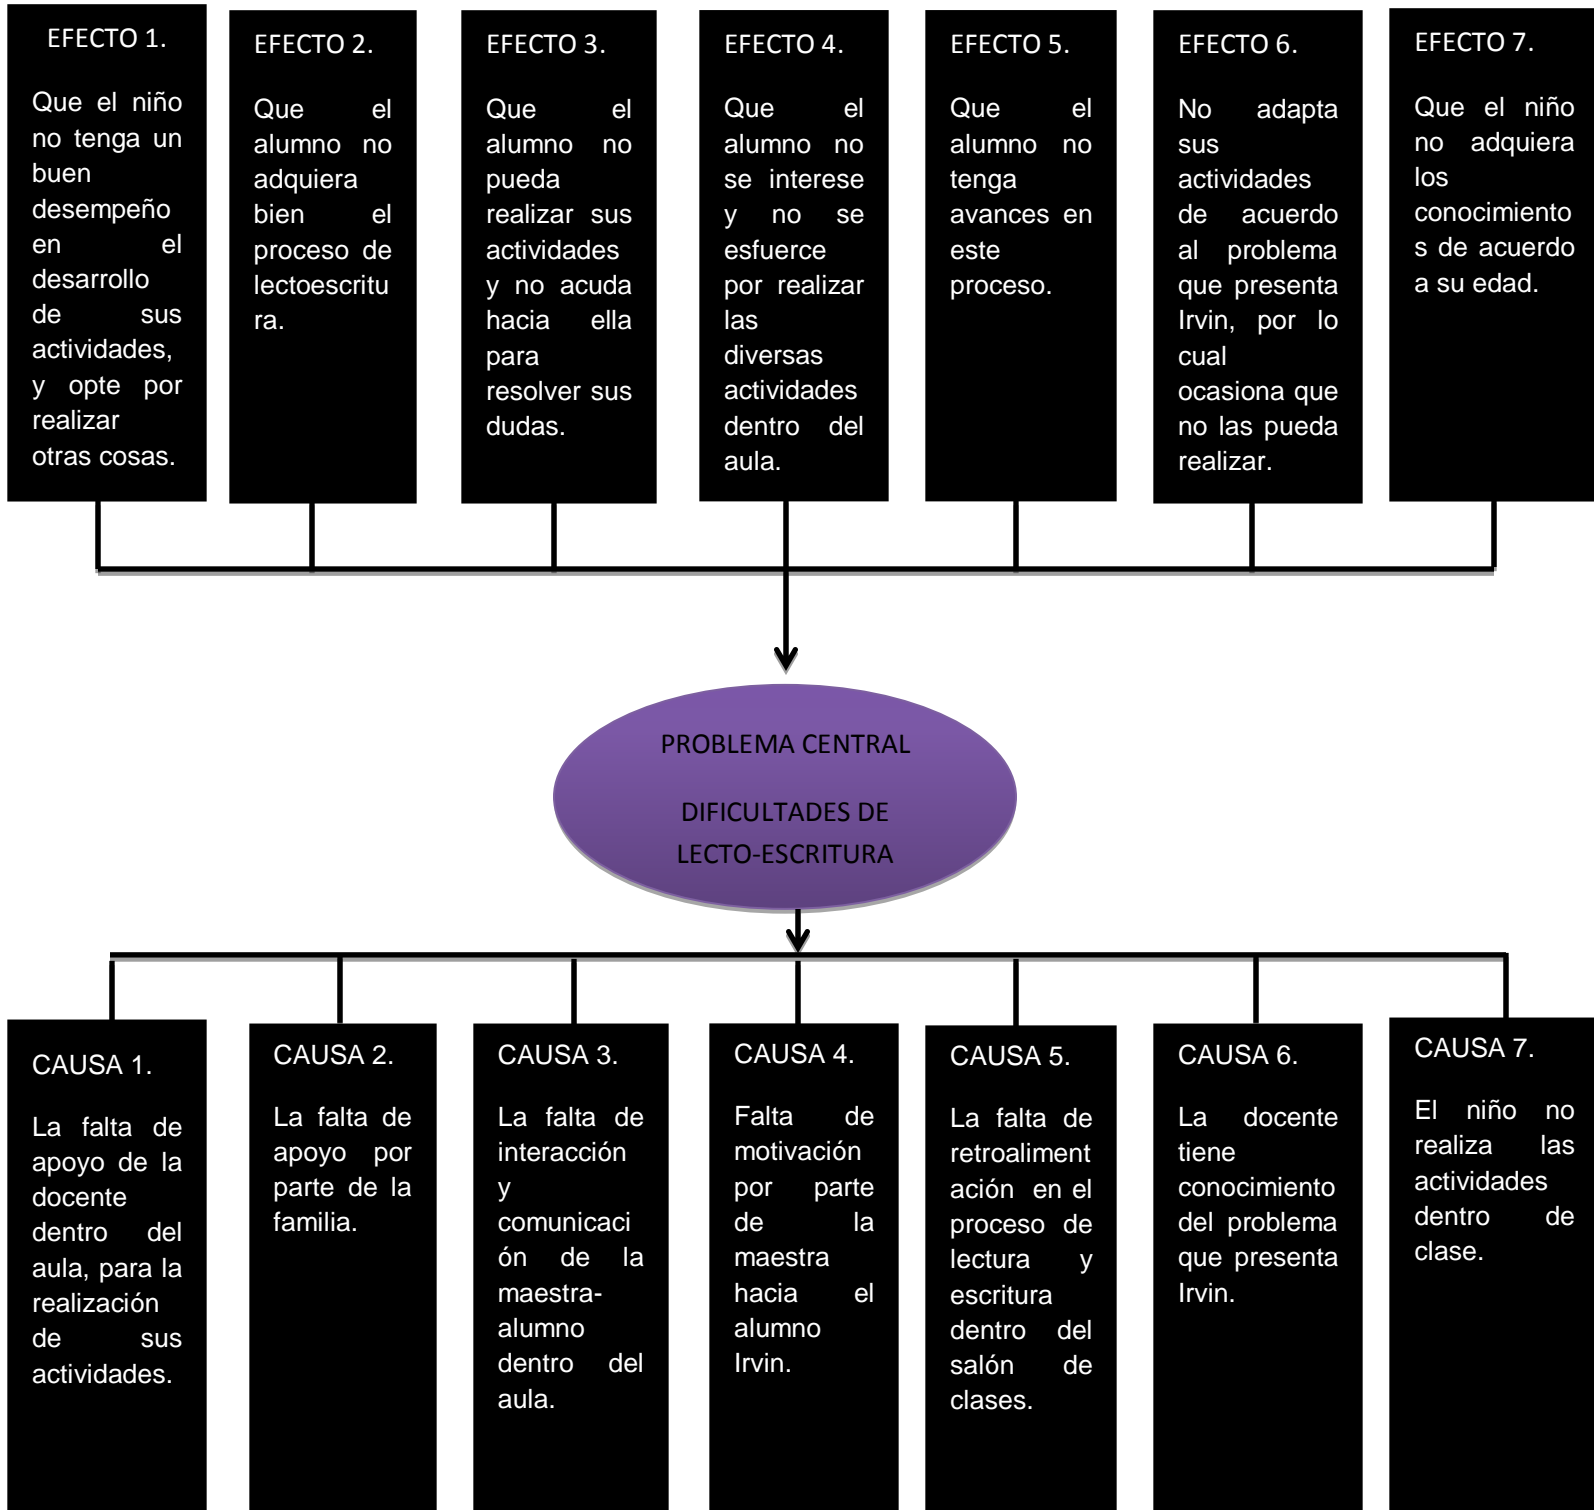 EFECTO 1.
Que el niño
no tenga un
buen
desempeño
en el
desarrollo
de sus
actividades,
y opte por
realizar
otras cosas.
EFECTO 2.
Que el
alumno no
adquiera
bien el
proceso de
lectoescritu
ra.
EFECTO 3.
Que el
alumno no
pueda
realizar sus
actividades
y no acuda
hacia ella
para
resolver sus
dudas.
EFECTO 4.
Que el
alumno no
se interese
y no se
esfuerce
por realizar
las
diversas
actividades
dentro del
aula.
EFECTO 5.
Que el
alumno no
tenga
avances en
este
proceso.
EFECTO 6.
No adapta
sus
actividades
de acuerdo
al problema
que presenta
Irvin, por lo
cual
ocasiona que
no las pueda
realizar.
EFECTO 7.
Que el niño
no adquiera
los
conocimiento
s de acuerdo
a su edad.
PROBLEMA CENTRAL
DIFICULTADES DE
LECTO-ESCRITURA
CAUSA 1.
La falta de
apoyo de la
docente
dentro del
aula, para la
realización
de sus
actividades.
CAUSA 2.
La falta de
apoyo por
parte de la
familia.
CAUSA 3.
La falta de
interacción
y
comunicaci
ón de la
maestra-
alumno
dentro del
aula.
CAUSA 4.
Falta de
motivación
por parte
de la
maestra
hacia el
alumno
Irvin.
CAUSA 5.
La falta de
retroaliment
ación en el
proceso de
lectura y
escritura
dentro del
salón de
clases.
CAUSA 6.
La docente
tiene
conocimiento
del problema
que presenta
Irvin.
CAUSA 7.
El niño no
realiza las
actividades
dentro de
clase.